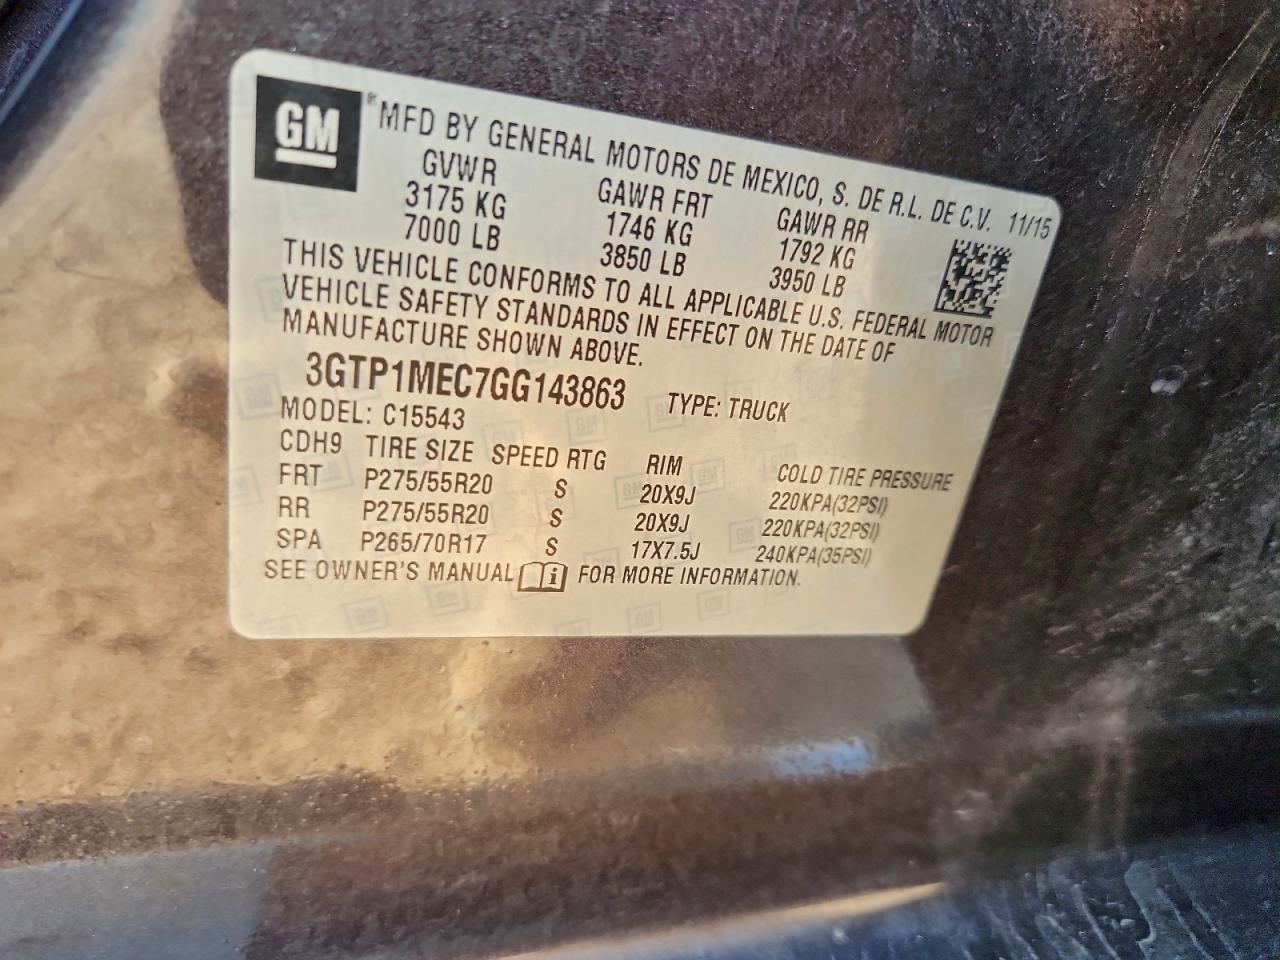 GM® MFD BY GENERAL MOTORS DE MEXICO, S. DE R.L. DE C.V. 11/15
GVWR GAWR FRT GAWR RR
3175 KG 1746 KG 1792 KG
7000 LB 3850 LB 3950 LB
THIS VEHICLE CONFORMS TO ALL APPLICABLE U.S. FEDERAL MOTOR
VEHICLE SAFETY STANDARDS IN EFFECT ON THE DATE OF
MANUFACTURE SHOWN ABOVE.
3GTP1MEC7GG143863 TYPE: TRUCK
MODEL: C15543
CDH9 TIRE SIZE SPEED RTG RIM COLD TIRE PRESSURE
FRT P275/55R20 S 20X9J 220KPA(32PSI)
RR P275/55R20 S 20X9J 220KPA(32PSI)
SPA P265/70R17 S 17X7.5J 240KPA(35PSI)
SEE OWNER'S MANUAL i FOR MORE INFORMATION.